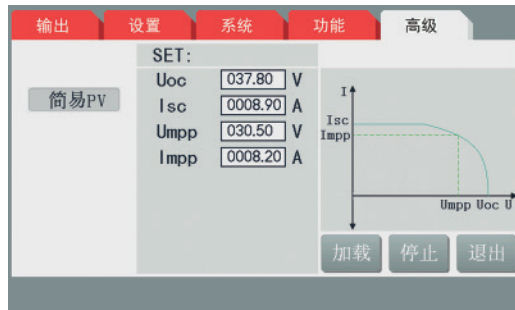 输出 设置 系统 功能 高级
SET:
简易PV
Uoc 037.80 V
Isc 0008.90 A
Umpp 030.50 V
Impp 0008.20 A
I
Isc
Impp
Umpp Uoc U
加载 停止 退出